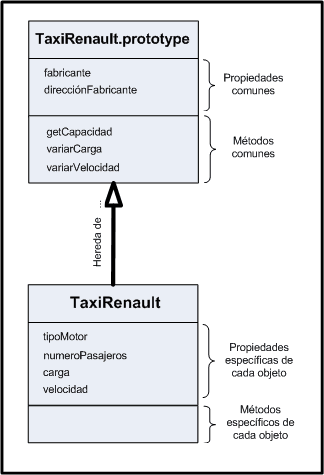 TaxiRenault.prototype
fabricante
direcciónFabricante
Propiedades
comunes
getCapacidad
variarCarga
variarVelocidad
Métodos
comunes
Hereda de ...
TaxiRenault
tipoMotor
numeroPasajeros
carga
velocidad
Propiedades
específicas de
cada objeto
Métodos
específicos de
cada objeto